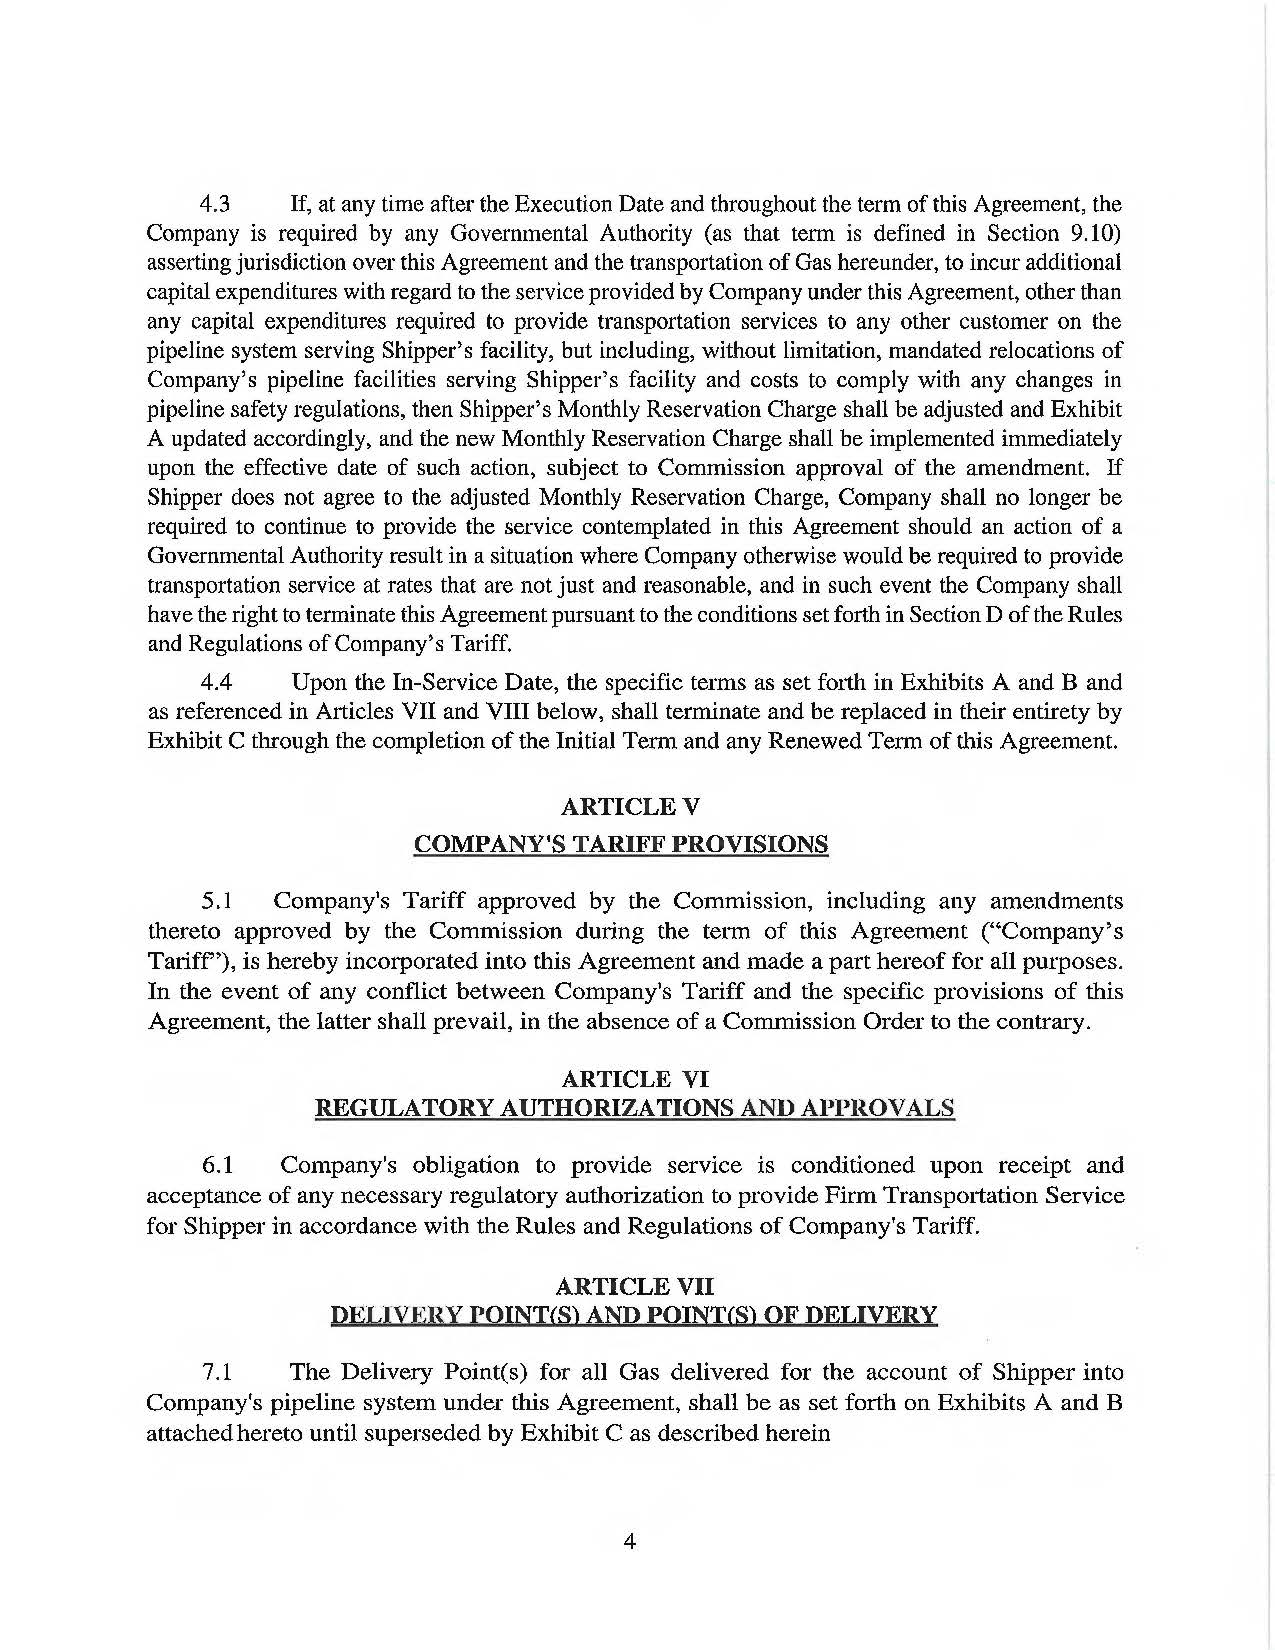 4.3 If, at any time after the Execution Date and throughout the term of this Agreement, the
Company is required by any Governmental Authority (as that term is defined in Section 9.10)
asserting jurisdiction over this Agreement and the transportation of Gas hereunder, to incur additional
capital expenditures with regard to the service provided by Company under this Agreement, other than
any capital expenditures required to provide transportation services to any other customer on the
pipeline system serving Shipper’s facility, but including, without limitation, mandated relocations of
Company’s pipeline facilities serving Shipper’s facility and costs to comply with any changes in
pipeline safety regulations, then Shipper’s Monthly Reservation Charge shall be adjusted and Exhibit
A updated accordingly, and the new Monthly Reservation Charge shall be implemented immediately
upon the effective date of such action, subject to Commission approval of the amendment. If
Shipper does not agree to the adjusted Monthly Reservation Charge, Company shall no longer be
required to continue to provide the service contemplated in this Agreement should an action of a
Governmental Authority result in a situation where Company otherwise would be required to provide
transportation service at rates that are not just and reasonable, and in such event the Company shall
have the right to terminate this Agreement pursuant to the conditions set forth in Section D of the Rules
and Regulations of Company’s Tariff.
4.4 Upon the In-Service Date, the specific terms as set forth in Exhibits A and B and
as referenced in Articles VII and VIII below, shall terminate and be replaced in their entirety by
Exhibit C through the completion of the Initial Term and any Renewed Term of this Agreement.
ARTICLE V
COMPANY'S TARIFF PROVISIONS
5.1 Company's Tariff approved by the Commission, including any amendments
thereto approved by the Commission during the term of this Agreement (“Company’s
Tariff”), is hereby incorporated into this Agreement and made a part hereof for all purposes.
In the event of any conflict between Company's Tariff and the specific provisions of this
Agreement, the latter shall prevail, in the absence of a Commission Order to the contrary.
ARTICLE VI
REGULATORY AUTHORIZATIONS AND APPROVALS
6.1 Company's obligation to provide service is conditioned upon receipt and
acceptance of any necessary regulatory authorization to provide Firm Transportation Service
for Shipper in accordance with the Rules and Regulations of Company's Tariff.
ARTICLE VII
DELIVERY POINT(S) AND POINT(S) OF DELIVERY
7.1 The Delivery Point(s) for all Gas delivered for the account of Shipper into
Company's pipeline system under this Agreement, shall be as set forth on Exhibits A and B
attached hereto until superseded by Exhibit C as described herein
4